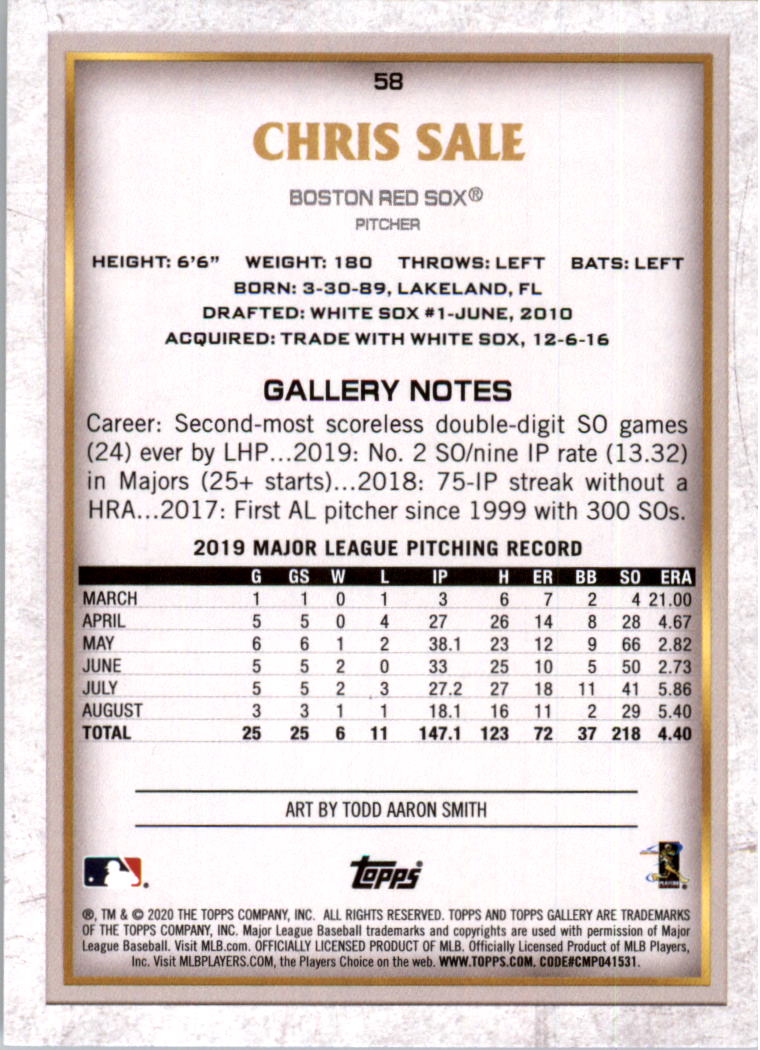 58
CHRIS SALE
BOSTON RED SOX®
PITCHER
HEIGHT: 6'6" WEIGHT: 180 THROWS: LEFT BATS: LEFT
BORN: 3-30-89, LAKELAND, FL
DRAFTED: WHITE SOX #1-JUNE, 2010
ACQUIRED: TRADE WITH WHITE SOX, 12-6-16
GALLERY NOTES
Career: Second-most scoreless double-digit SO games
(24) ever by LHP...2019: No. 2 SO/nine IP rate (13.32)
in Majors (25+ starts)...2018: 75-IP streak without a
HRA...2017: First AL pitcher since 1999 with 300 SOs.
2019 MAJOR LEAGUE PITCHING RECORD
G GS W L IP H ER BB SO ERA
MARCH 1 1 0 1 3 6 7 2 4 21.00
APRIL 5 5 0 4 27 26 14 8 28 4.67
MAY 6 6 1 2 38.1 23 12 9 66 2.82
JUNE 5 5 2 0 33 25 10 5 50 2.73
JULY 5 5 2 3 27.2 27 18 11 41 5.86
AUGUST 3 3 1 1 18.1 16 11 2 29 5.40
TOTAL 25 25 6 11 147.1 123 72 37 218 4.40
ART BY TODD AARON SMITH
topps®
®, TM & © 2020 THE TOPPS COMPANY, INC. ALL RIGHTS RESERVED. TOPPS AND TOPPS GALLERY ARE TRADEMARKS
OF THE TOPPS COMPANY, INC. Major League Baseball trademarks and copyrights are used with permission of Major
League Baseball. Visit MLB.com. OFFICIALLY LICENSED PRODUCT OF MLB. Officially Licensed Product of MLB Players,
Inc. Visit MLBPLAYERS.COM, the Players Choice on the web. WWW.TOPPS.COM. CODE#CMP041531.